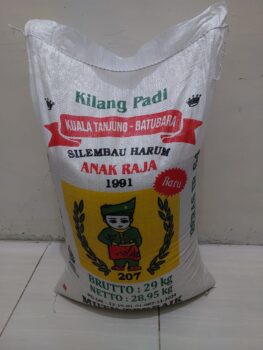 Kilang Padi
KUALA TANJUNG - BATUBARA
SILEMBAU HARUM
ANAK RAJA
1991
Baru
207
BRUTTO : 29 kg
NETTO : 28,95 kg